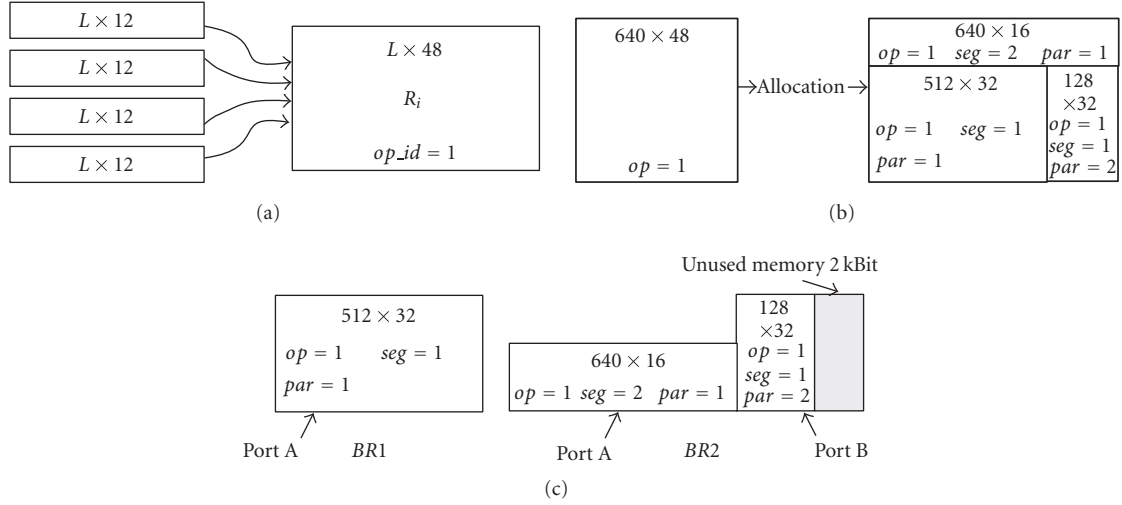 L × 12
L × 12
L × 12
L × 12
L × 48
R_i
op_id = 1
(a)
640 × 48
op = 1
Allocation
640 × 16
op = 1 seg = 2 par = 1
512 × 32
op = 1 seg = 1
par = 1
128
×32
op = 1
seg = 1
par = 2
(b)
512 × 32
op = 1 seg = 1
par = 1
Port A
BR1
640 × 16
op = 1 seg = 2 par = 1
Port A
BR2
128
×32
op = 1
seg = 1
par = 2
Port B
Unused memory 2 kBit
(c)